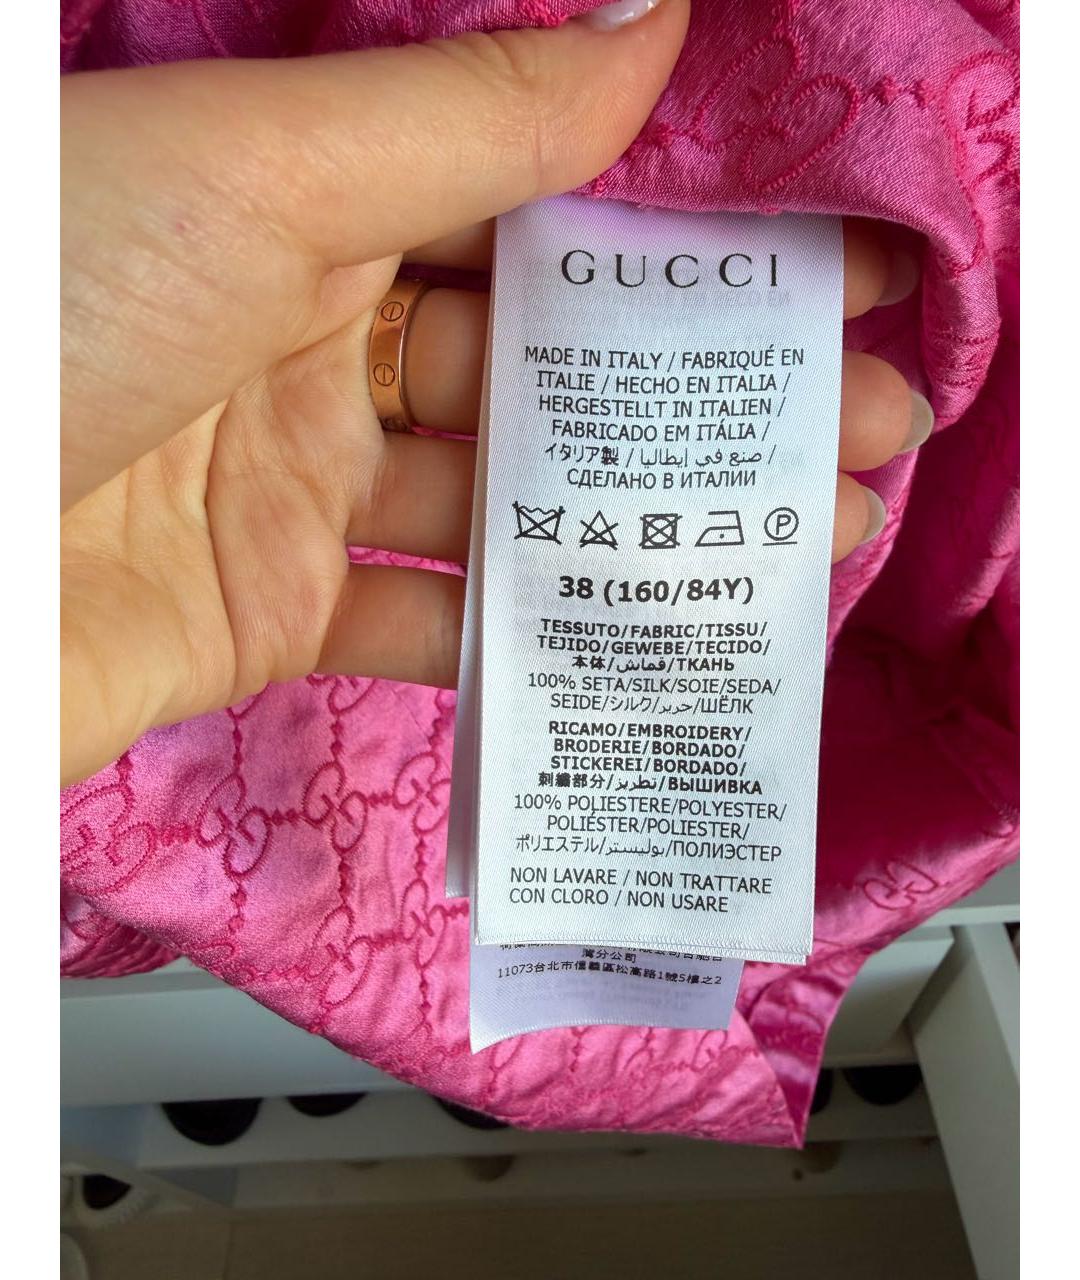 GUCCI
MADE IN ITALY / FABRIQUÉ EN
ITALIE / HECHO EN ITALIA /
HERGESTELLT IN ITALIEN /
FABRICADO EM ITÁLIA /
イタリア製 / صنع في إيطاليا /
СДЕЛАНО В ИТАЛИИ
P
38 (160/84Y)
TESSUTO/FABRIC/TISSU/
TEJIDO/GEWEBE/TECIDO/
本体/قماش/ТКАНЬ
100% SETA/SILK/SOIE/SEDA/
SEIDE/シルク/حرير/ШЁЛК
RICAMO/EMBROIDERY/
BRODERIE/BORDADO/
STICKEREI/BORDADO/
刺繍部分/تطريز/ВЫШИВКА
100% POLIESTERE/POLYESTER/
POLIÉSTER/POLIESTER/
ポリエステル/بوليستر/ПОЛИЭСТЕР
NON LAVARE / NON TRATTARE
CON CLORO / NON USARE
灣分公司
11073台北市信義區松高路1號5樓之2